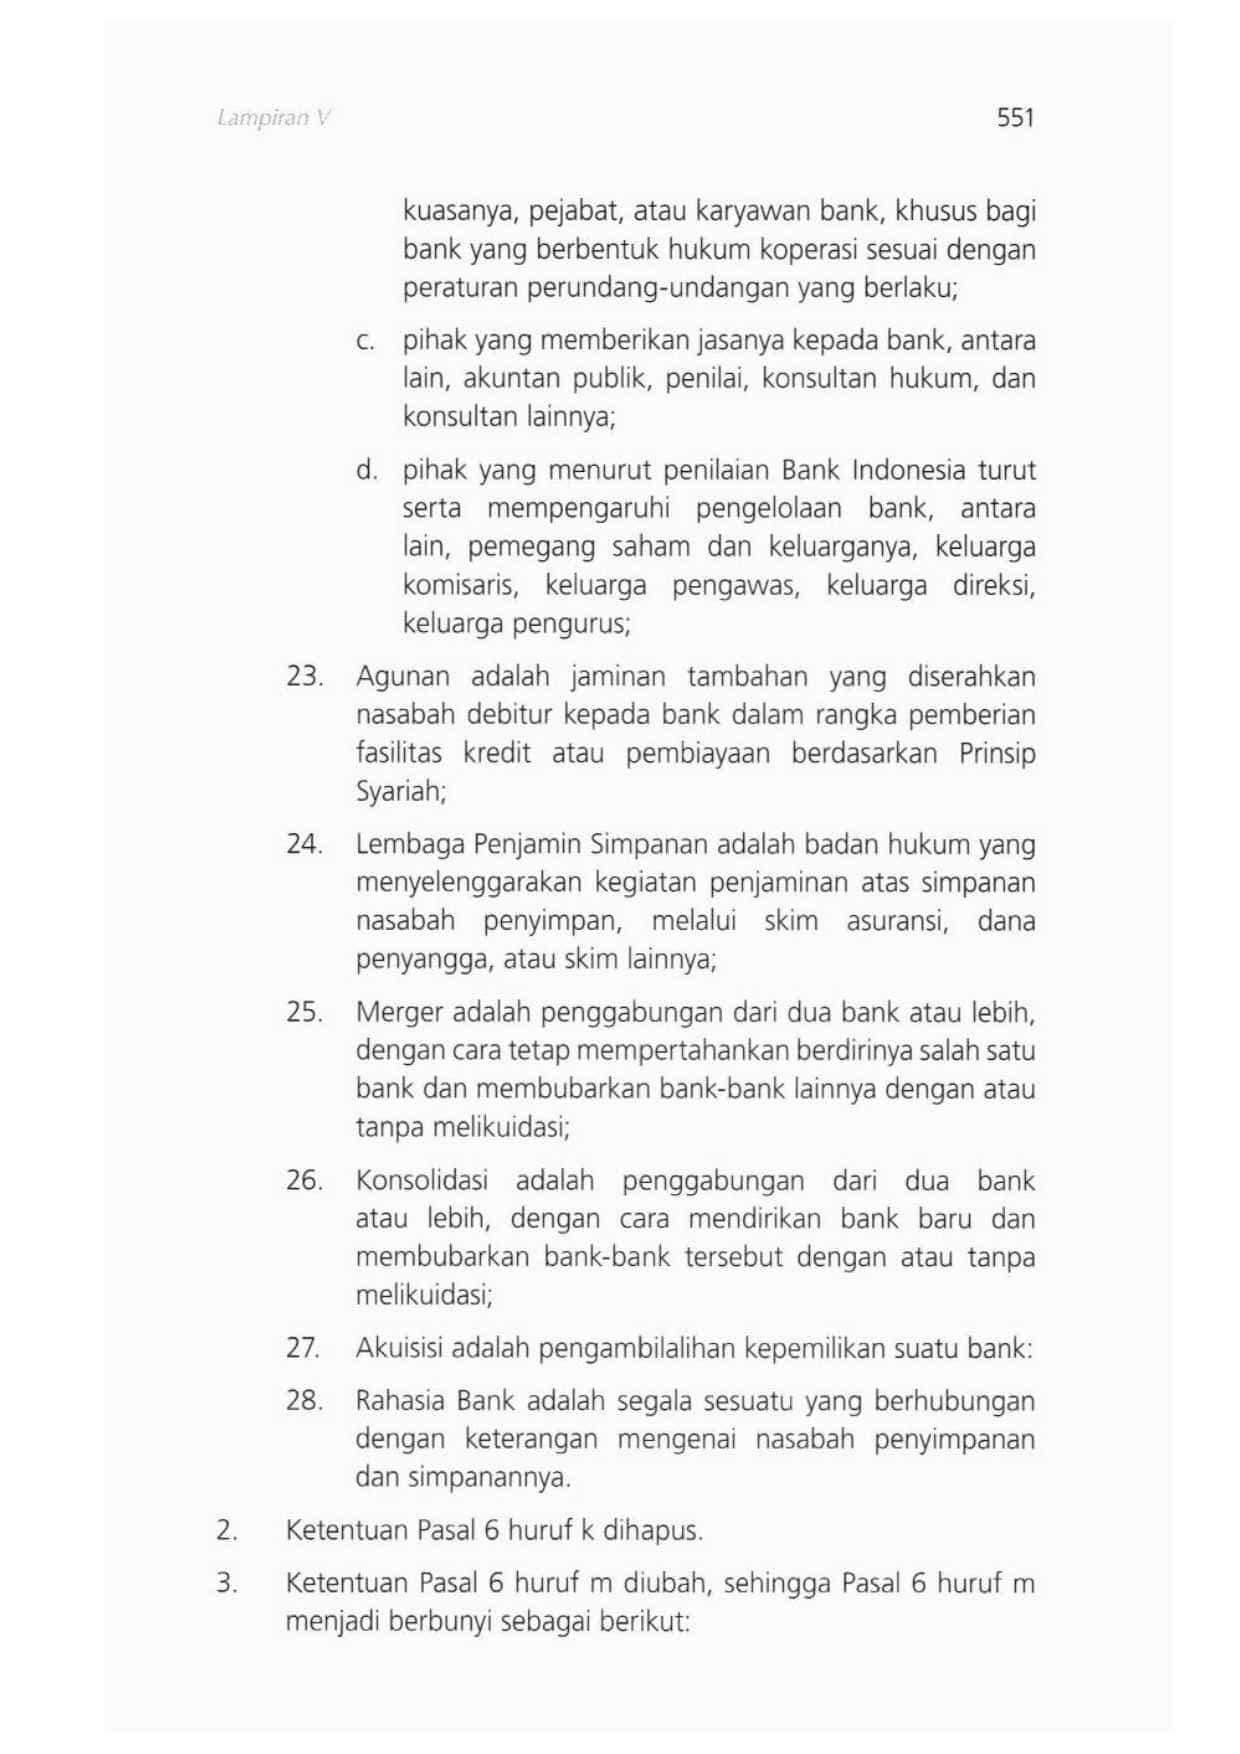 Lampiran V
551
kuasanya, pejabat, atau karyawan bank, khusus bagi
bank yang berbentuk hukum koperasi sesuai dengan
peraturan perundang-undangan yang berlaku;
c. pihak yang memberikan jasanya kepada bank, antara
lain, akuntan publik, penilai, konsultan hukum, dan
konsultan lainnya;
d. pihak yang menurut penilaian Bank Indonesia turut
serta mempengaruhi pengelolaan bank, antara
lain, pemegang saham dan keluarganya, keluarga
komisaris, keluarga pengawas, keluarga direksi,
keluarga pengurus;
23. Agunan adalah jaminan tambahan yang diserahkan
nasabah debitur kepada bank dalam rangka pemberian
fasilitas kredit atau pembiayaan berdasarkan Prinsip
Syariah;
24. Lembaga Penjamin Simpanan adalah badan hukum yang
menyelenggarakan kegiatan penjaminan atas simpanan
nasabah penyimpan, melalui skim asuransi, dana
penyangga, atau skim lainnya;
25. Merger adalah penggabungan dari dua bank atau lebih,
dengan cara tetap mempertahankan berdirinya salah satu
bank dan membubarkan bank-bank lainnya dengan atau
tanpa melikuidasi;
26. Konsolidasi adalah penggabungan dari dua bank
atau lebih, dengan cara mendirikan bank baru dan
membubarkan bank-bank tersebut dengan atau tanpa
melikuidasi;
27. Akuisisi adalah pengambilalihan kepemilikan suatu bank:
28. Rahasia Bank adalah segala sesuatu yang berhubungan
dengan keterangan mengenai nasabah penyimpanan
dan simpanannya.
2. Ketentuan Pasal 6 huruf k dihapus.
3. Ketentuan Pasal 6 huruf m diubah, sehingga Pasal 6 huruf m
menjadi berbunyi sebagai berikut: